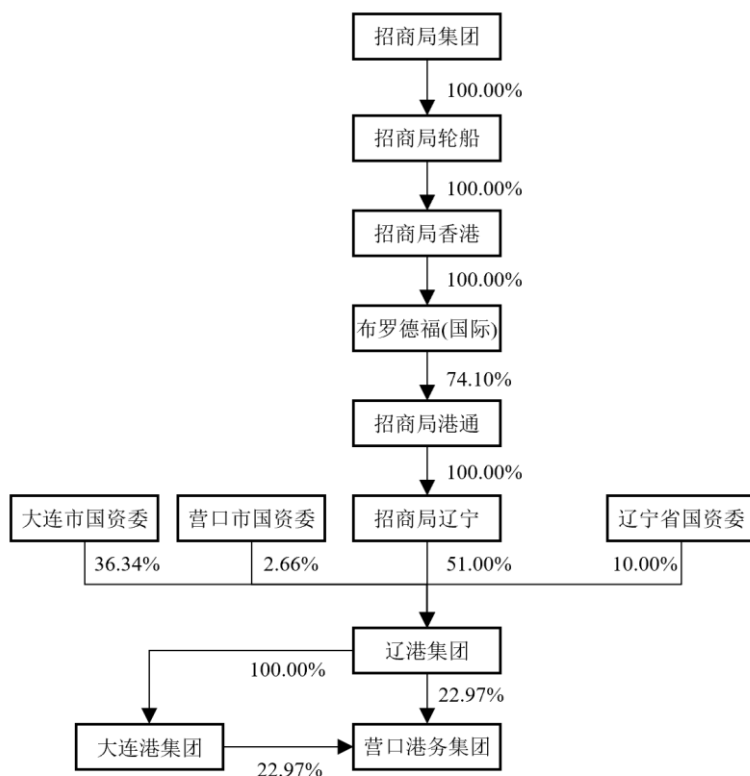 招商局集团
100.00%
招商局轮船
100.00%
招商局香港
100.00%
布罗德福(国际)
74.10%
招商局港通
100.00%
大连市国资委
营口市国资委
招商局辽宁
辽宁省国资委
36.34%
2.66%
51.00%
10.00%
辽港集团
100.00%
22.97%
大连港集团
营口港务集团
22.97%